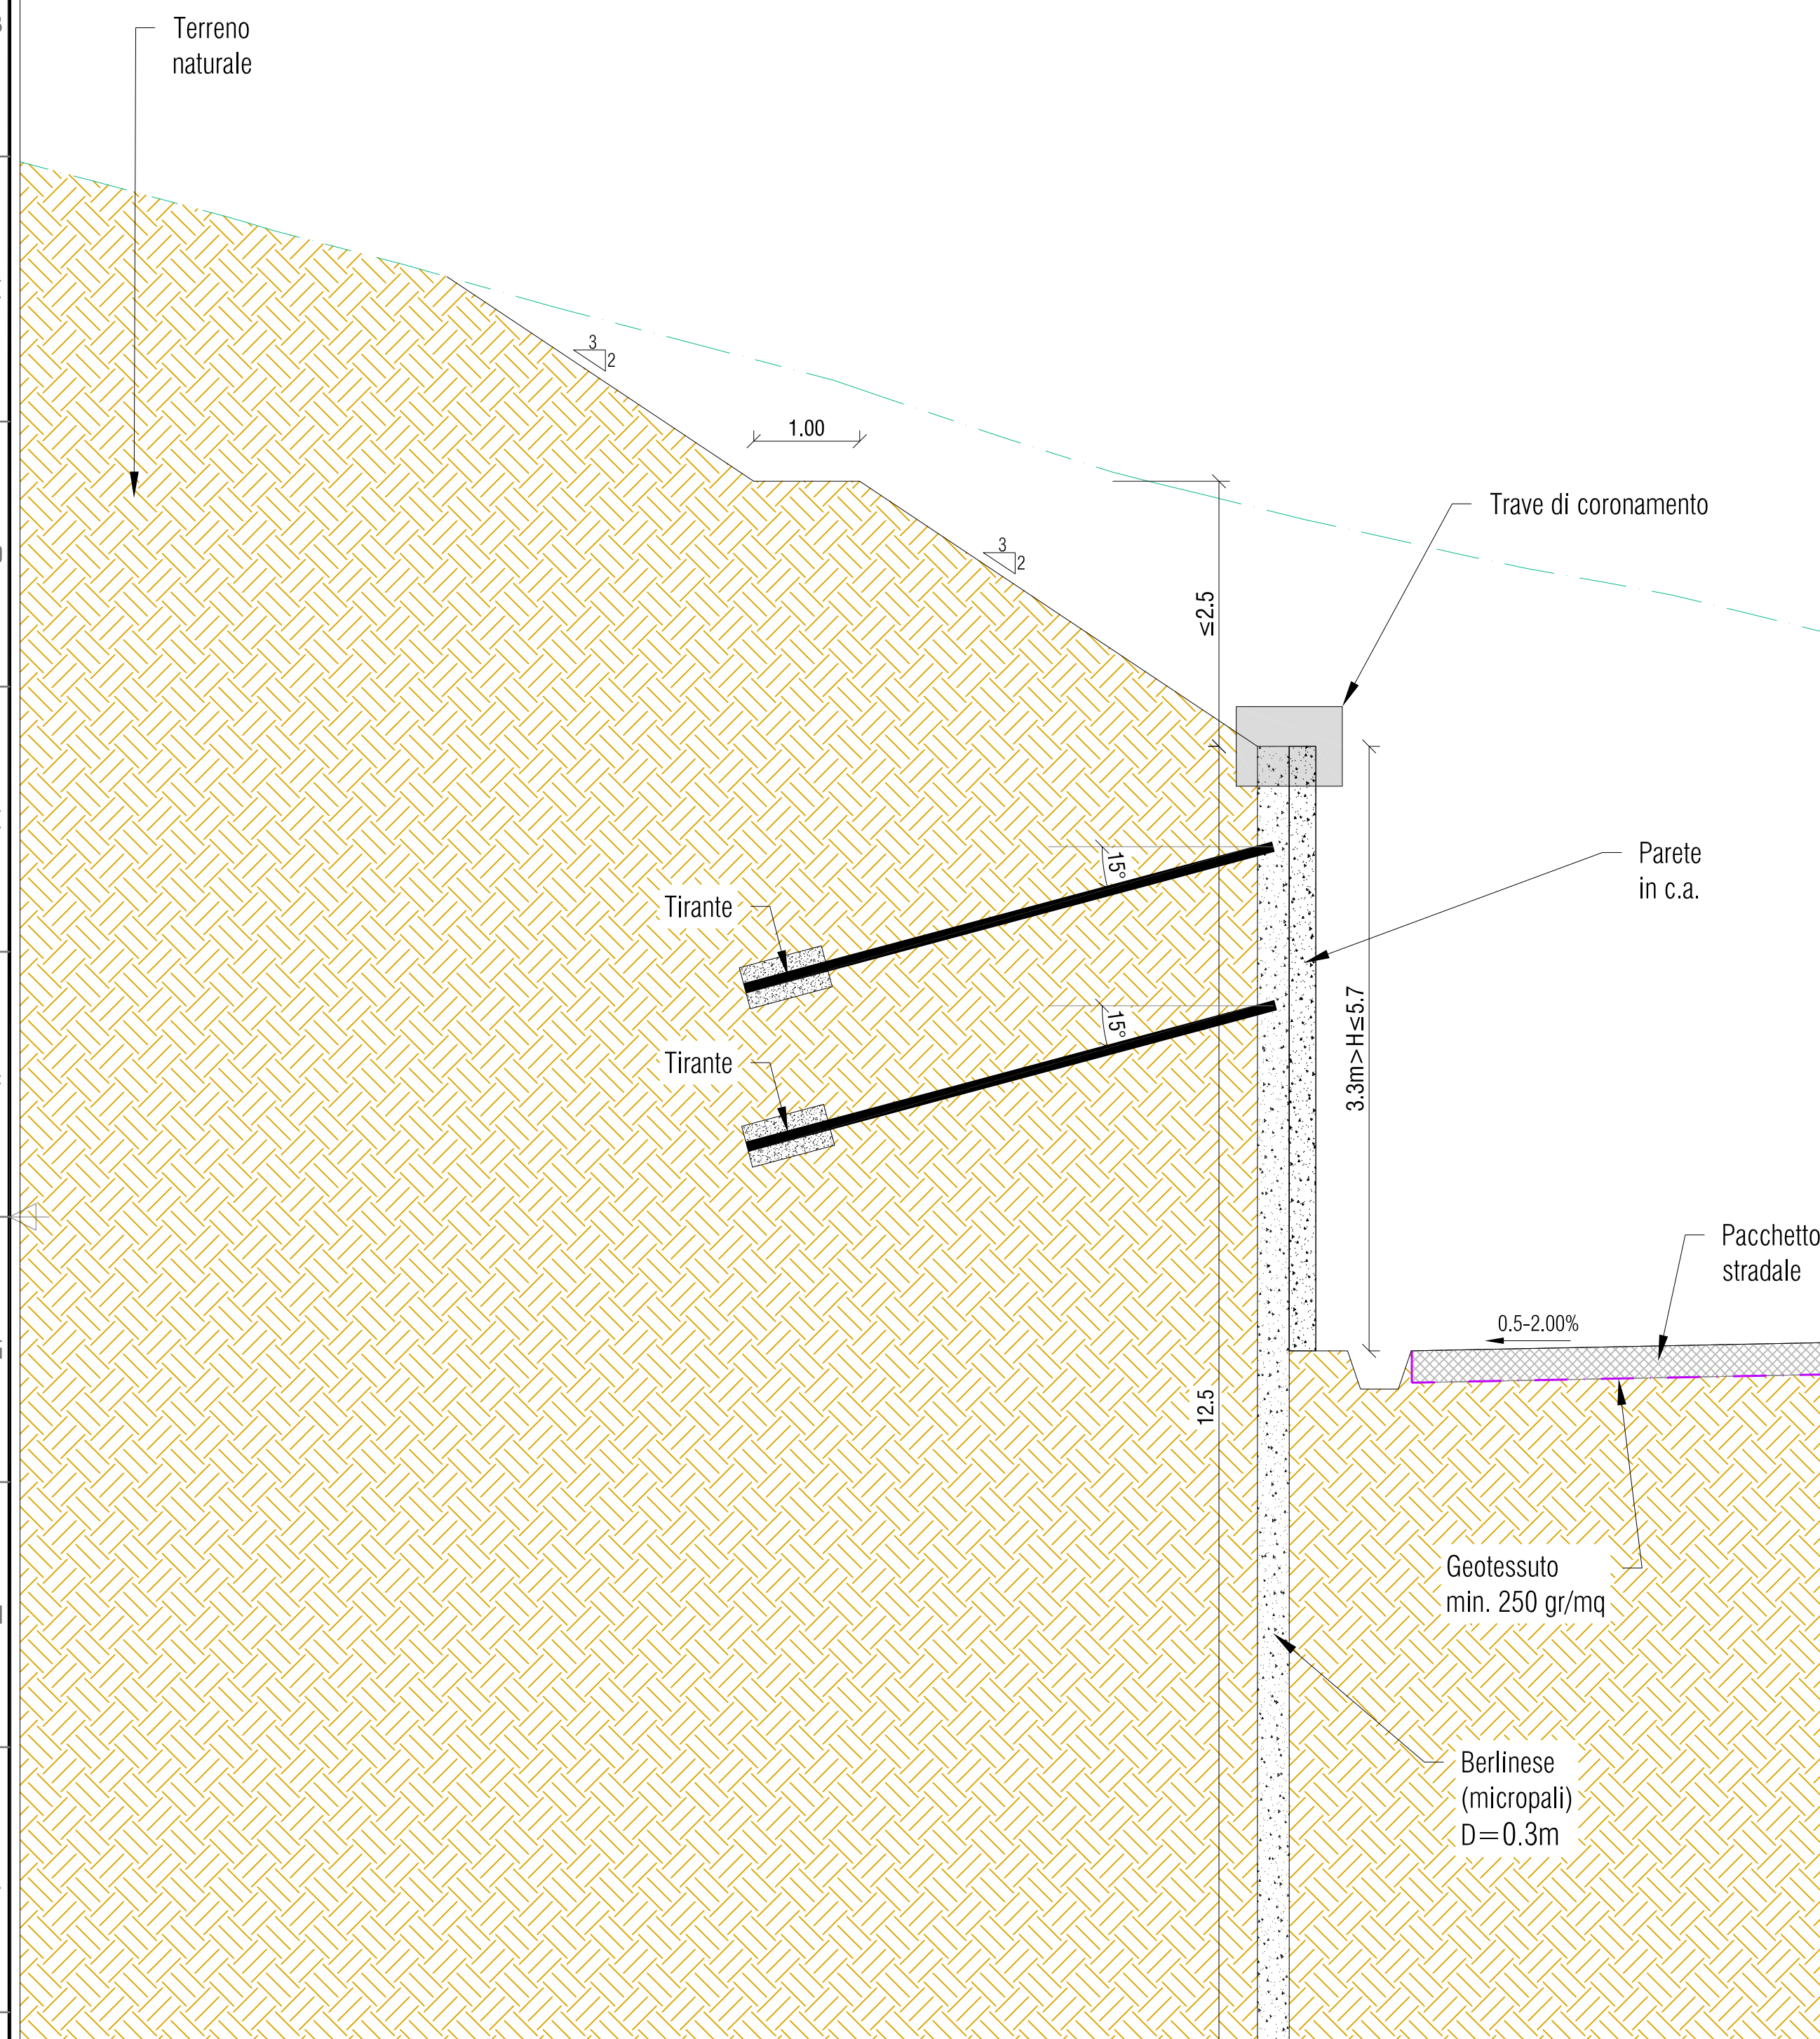 Terreno
naturale
3
2
1.00
3
2
≤2.5
Trave di coronamento
15°
Tirante
Parete
in c.a.
15°
Tirante
3.3m>H≤5.7
Pacchetto
stradale
0.5-2.00%
12.5
Geotessuto
min. 250 gr/mq
Berlinese
(micropali)
D=0.3m